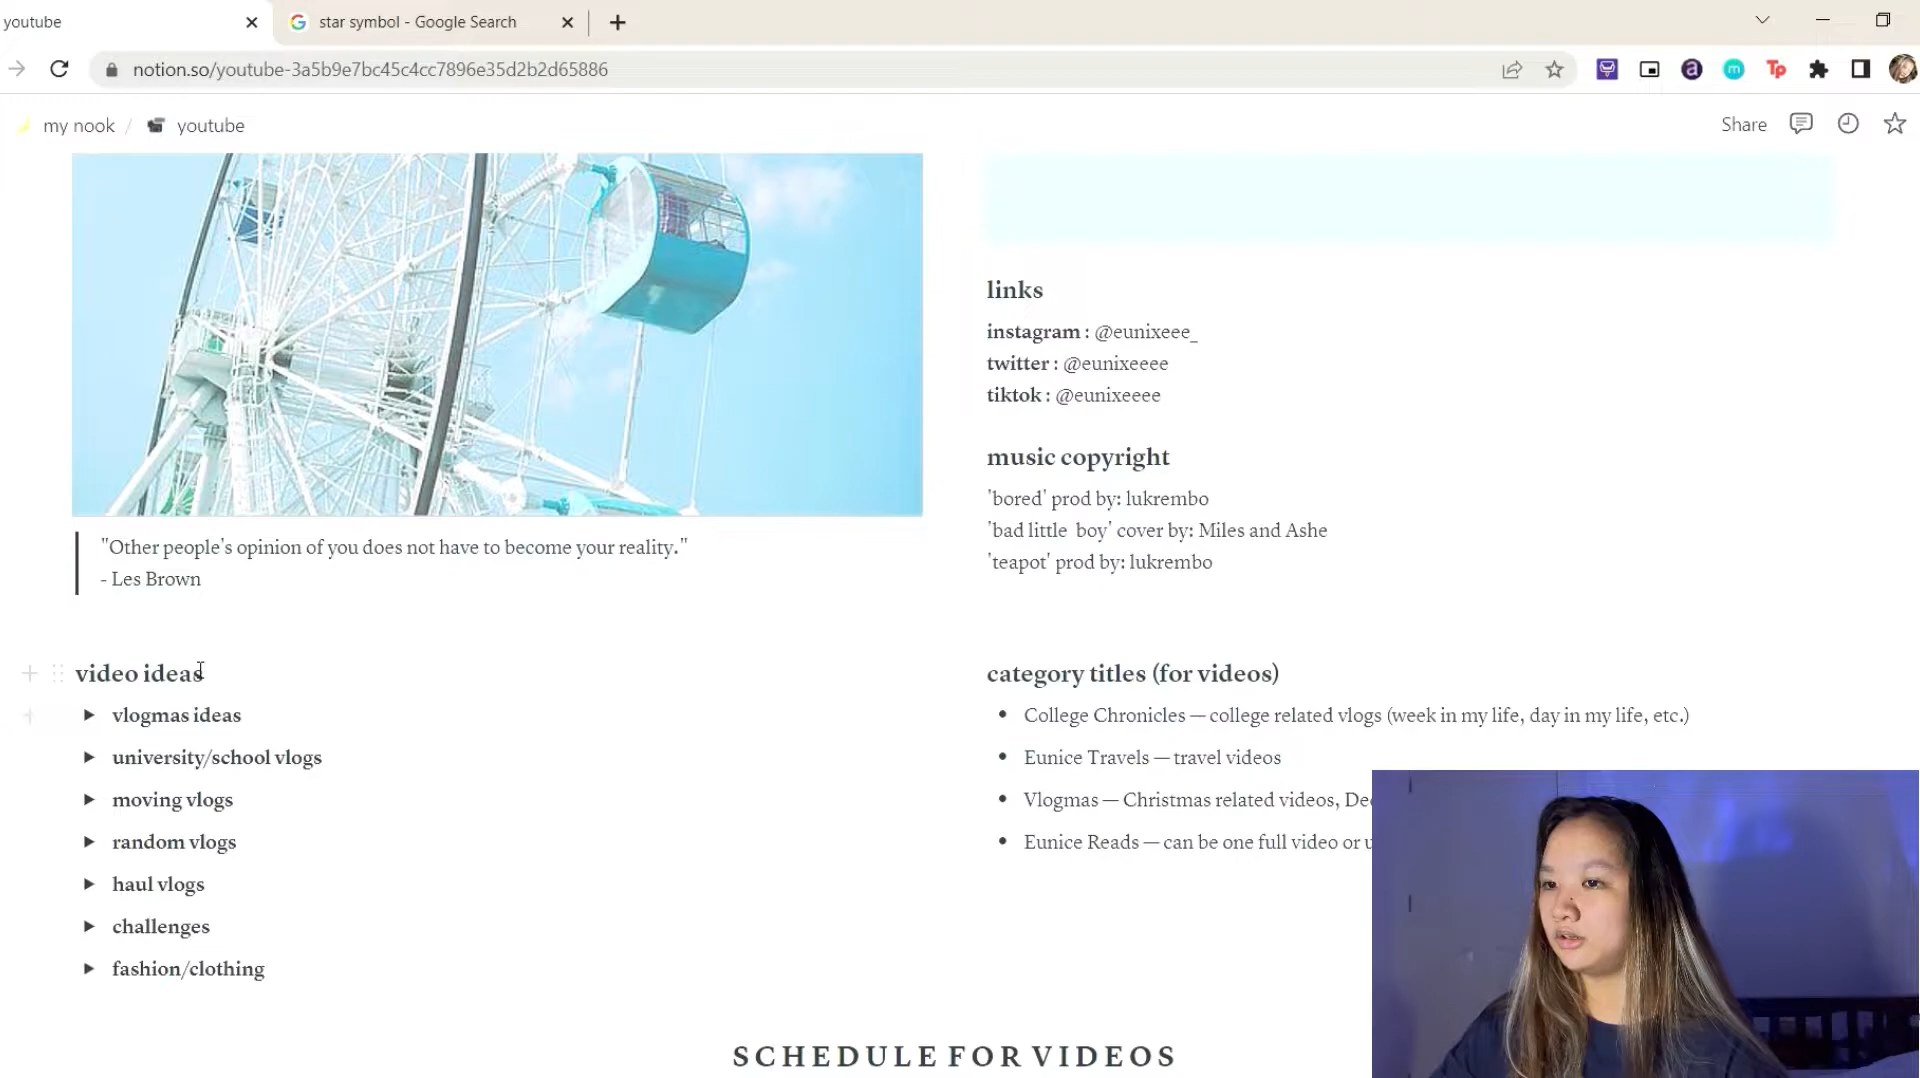 youtube
star symbol - Google Search
notion.so/youtube-3a5b9e7bc45c4cc7896e35d2b2d65886
my nook / youtube
Share
"Other people's opinion of you does not have to become your reality."
- Les Brown
links
instagram : @eunixeee_
twitter : @eunixeeee
tiktok : @eunixeeee
music copyright
'bored' prod by: lukrembo
'bad little boy' cover by: Miles and Ashe
'teapot' prod by: lukrembo
video ideas
vlogmas ideas
university/school vlogs
moving vlogs
random vlogs
haul vlogs
challenges
fashion/clothing
category titles (for videos)
College Chronicles — college related vlogs (week in my life, day in my life, etc.)
Eunice Travels — travel videos
Vlogmas — Christmas related videos,
Eunice Reads — can be one full video or
SCHEDULE FOR VIDEOS